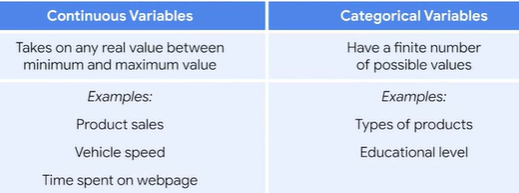 Continuous Variables
Categorical Variables
Takes on any real value between
minimum and maximum value
Have a finite number
of possible values
Examples:
Product sales
Vehicle speed
Time spent on webpage
Examples:
Types of products
Educational level